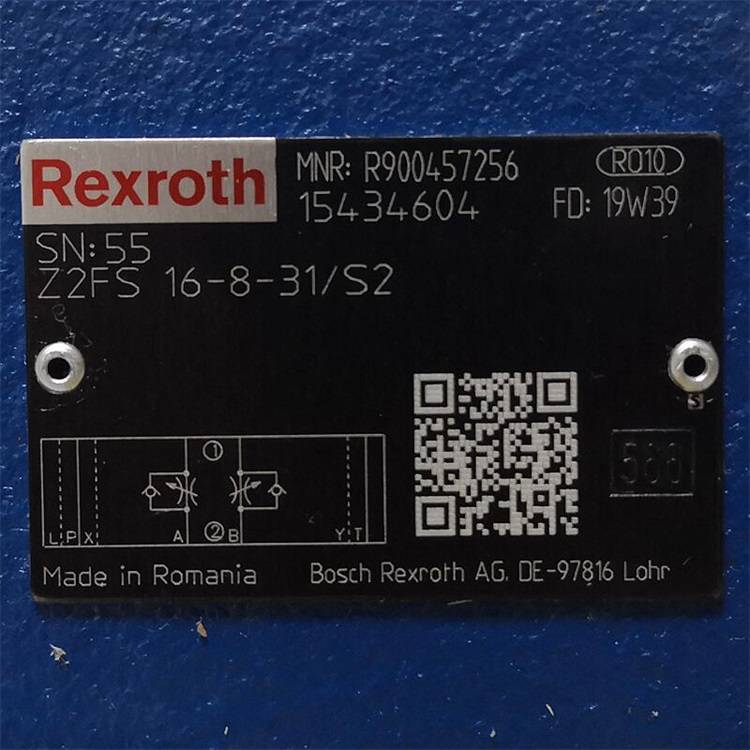 Rexroth
MNR: R900457256
RO10
15434604
FD: 19W39
SN: 55
Z2FS 16-8-31/S2
S
①
L P X A ② B Y T
Made in Romania
Bosch Rexroth AG, DE-97816 Lohr